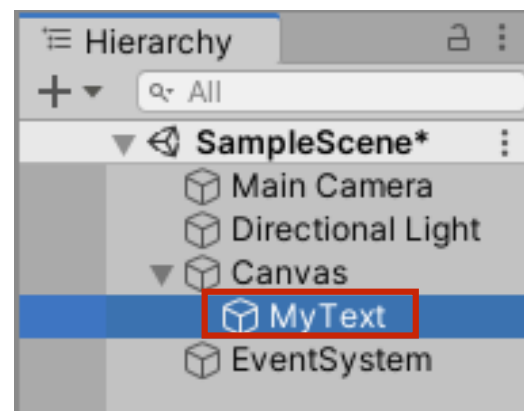 Hierarchy
All
SampleScene*
Main Camera
Directional Light
Canvas
MyText
EventSystem